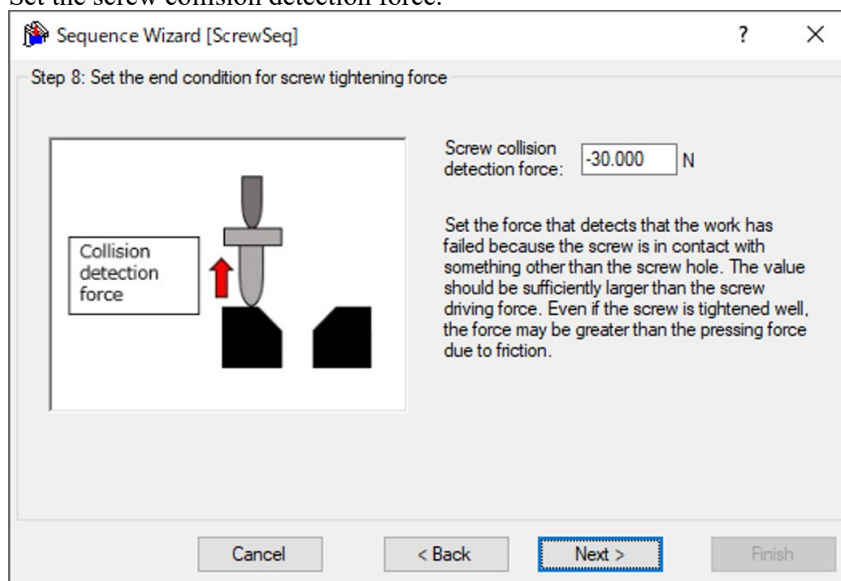 Set the screw collision detection force.
Sequence Wizard [ScrewSeq]
?
Step 8: Set the end condition for screw tightening force
Collision
detection
force
Screw collision
detection force:
-30.000 N
Set the force that detects that the work has
failed because the screw is in contact with
something other than the screw hole. The value
should be sufficiently larger than the screw
driving force. Even if the screw is tightened well,
the force may be greater than the pressing force
due to friction.
Cancel
< Back
Next >
Finish